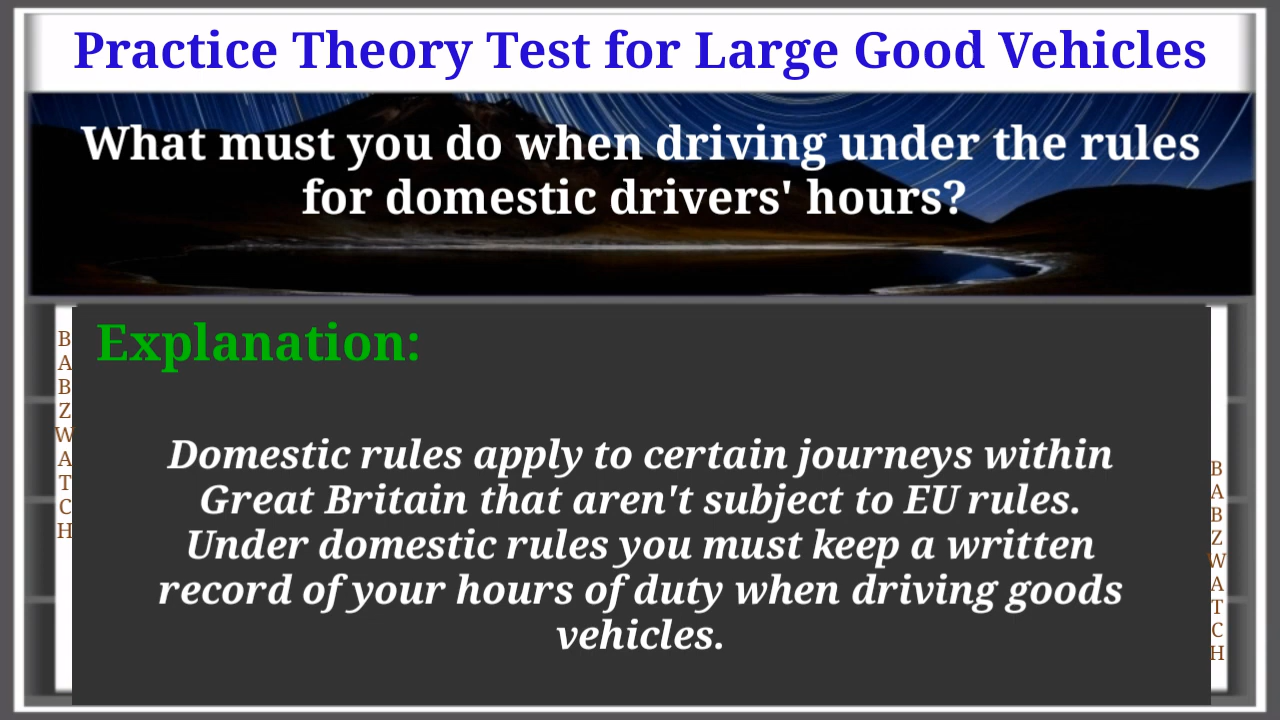 Practice Theory Test for Large Good Vehicles
What must you do when driving under the rules
for domestic drivers' hours?
Explanation:
Domestic rules apply to certain journeys within
Great Britain that aren't subject to EU rules.
Under domestic rules you must keep a written
record of your hours of duty when driving goods
vehicles.
BABZWATCH
BABZWATCH